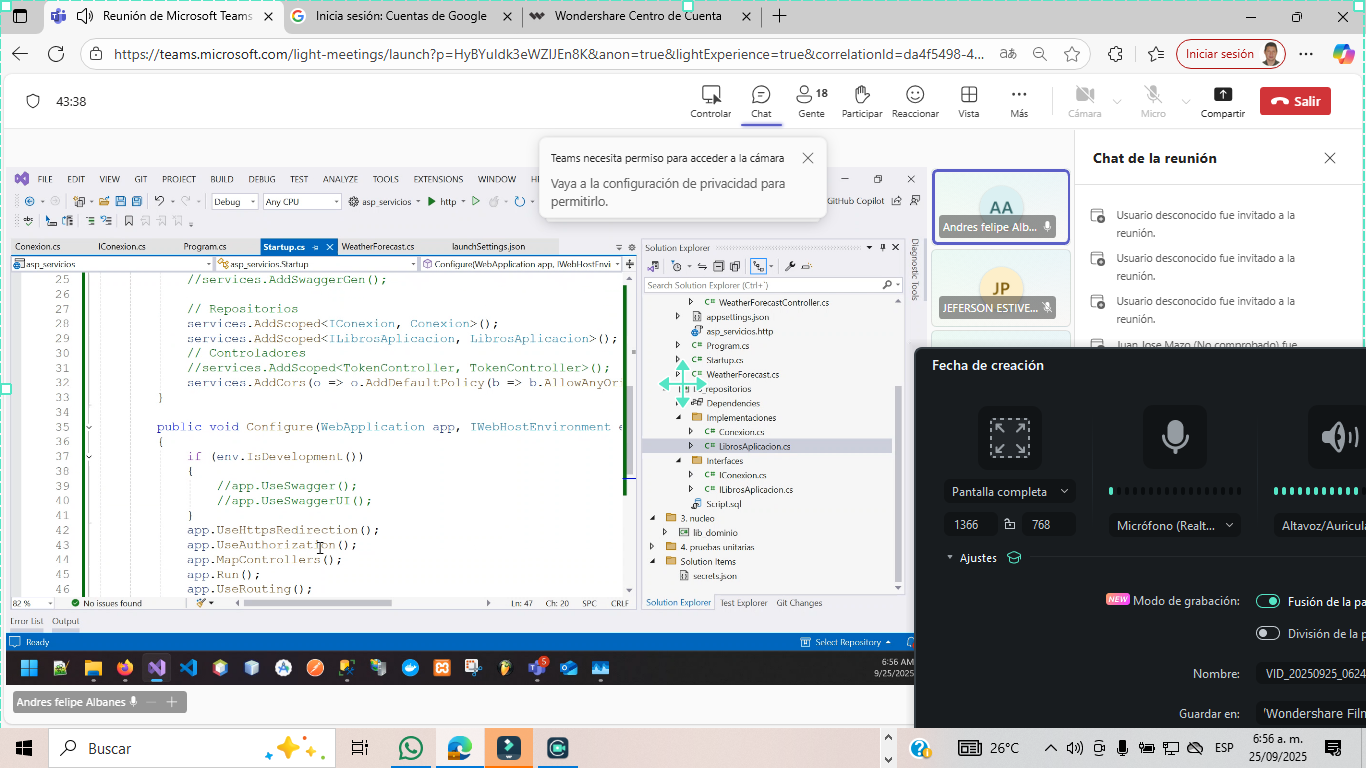 Reunión de Microsoft Teams
Inicia sesión: Cuentas de Google
Wondershare Centro de Cuenta
https://teams.microsoft.com/light-meetings/launch?p=HyBYuIdk3eWZlJEn8K&anon=true&lightExperience=true&correlationId=da4f5498-4...
Iniciar sesión
43:38
Controlar
Chat
18
Gente
Participar
Reaccionar
Vista
Más
Cámara
Micro
Compartir
Salir
Teams necesita permiso para acceder a la cámara
Vaya a la configuración de privacidad para
permitirlo.
Chat de la reunión
Usuario desconocido fue invitado a la
reunión.
Usuario desconocido fue invitado a la
reunión.
Usuario desconocido fue invitado a la
reunión.
Juan Jose Mazo (No comprobado) fue
AA
Andres felipe Alb...
JP
JEFERSON ESTIVE...
FILE EDIT VIEW GIT PROJECT BUILD DEBUG TEST ANALYZE TOOLS EXTENSIONS WINDOW
Debug Any CPU asp_servicios http GitHub Copilot
Conexion.cs IConexion.cs Program.cs Startup.cs WeatherForecast.cs launchSettings.json
asp_servicios asp_servicios.Startup Configure(WebApplication app, IWebHostEnvi
25 //services.AddSwaggerGen();
26
27 // Repositorios
28 services.AddScoped<IConexion, Conexion>();
29 services.AddScoped<ILibrosAplicacion, LibrosAplicacion>();
30 // Controladores
31 //services.AddScoped<TokenController, TokenController>();
32 services.AddCors(o => o.AddDefaultPolicy(b => b.AllowAnyOr
33 }
34
35 public void Configure(WebApplication app, IWebHostEnvironment e
36 {
37 if (env.IsDevelopment())
38 {
39 //app.UseSwagger();
40 //app.UseSwaggerUI();
41 }
42 app.UseHttpsRedirection();
43 app.UseAuthorization();
44 app.MapControllers();
45 app.Run();
46 app.UseRouting();
82 % No issues found Ln: 47 Ch: 20 SPC CRLF
Error List Output
Ready
Select Repository
Solution Explorer
Search Solution Explorer (Ctrl+')
C# WeatherForecastController.cs
appsettings.json
asp_servicios.http
C# Program.cs
C# Startup.cs
C# WeatherForecast.cs
repositorios
Dependencies
Implementaciones
C# Conexion.cs
C# LibrosAplicacion.cs
Interfaces
C# IConexion.cs
C# ILibrosAplicacion.cs
Script.sql
3. nucleo
lib_dominio
4. pruebas unitarias
Solution Items
secrets.json
Solution Explorer Test Explorer Git Changes
Diagnostic Tools
5
6:56 AM
9/25/2025
Andres felipe Albanes
Fecha de creación
Pantalla completa
1366
768
Micrófono (Realt...
Altavoz/Auricula
Ajustes
NEW
Modo de grabación:
Fusión de la pa
División de la p
Nombre:
VID_20250925_0624
Guardar en:
'Wondershare Film
Buscar
26°C
ESP
6:56 a. m.
25/09/2025